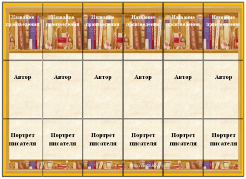 Название Название Название Название Название Название
произведения произведения произведения произведения произведения произведения
Автор Автор Автор Автор Автор Автор
Портрет Портрет Портрет Портрет Портрет Портрет
писателя писателя писателя писателя писателя писателя